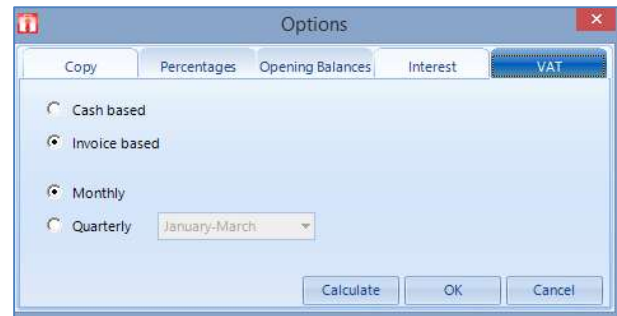 Options
Copy Percentages Opening Balances Interest VAT
Cash based
Invoice based
Monthly
Quarterly January-March
Calculate OK Cancel